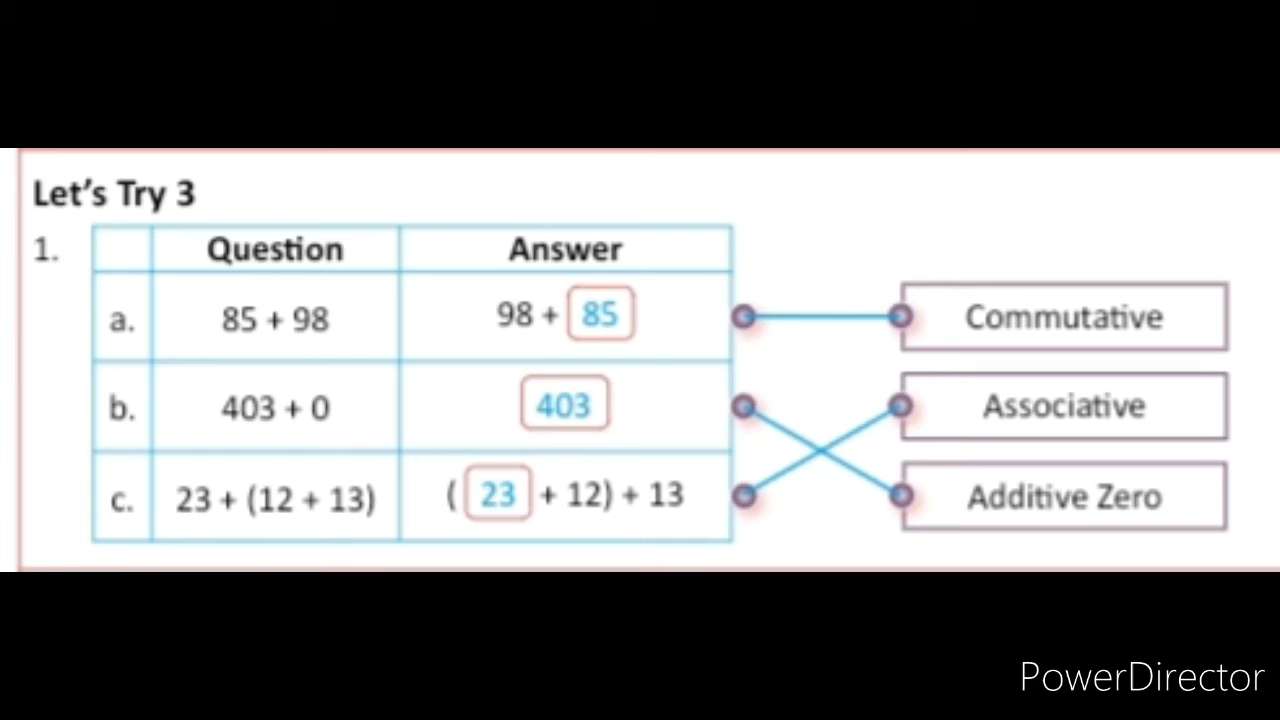 Let's Try 3
1.
Question Answer
a. 85 + 98 98 + 85 Commutative
b. 403 + 0 403 Associative
c. 23 + (12 + 13) ( 23 + 12) + 13 Additive Zero
PowerDirector